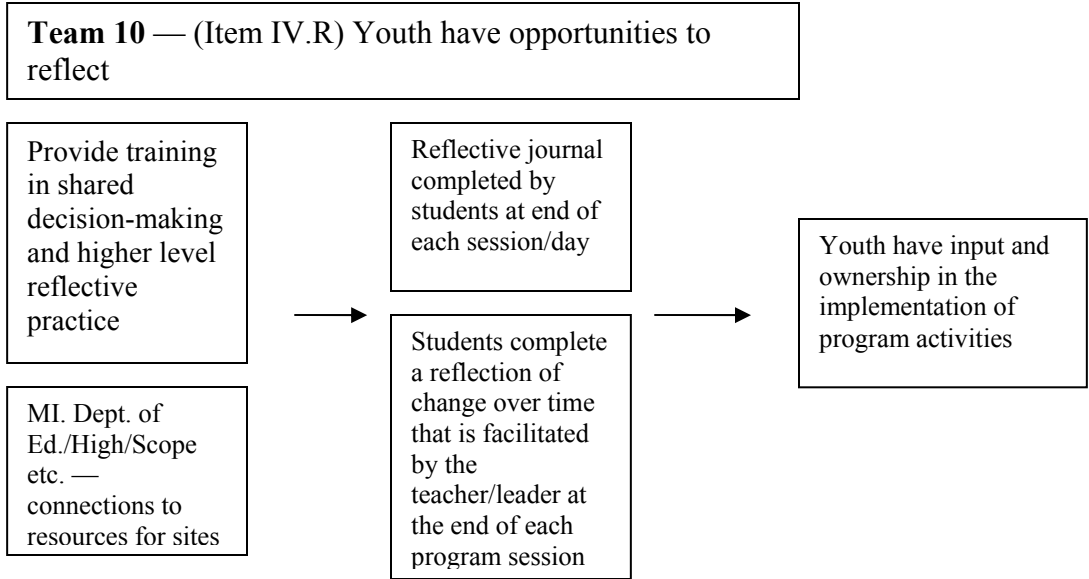 Team 10 — (Item IV.R) Youth have opportunities to
reflect
Provide training
in shared
decision-making
and higher level
reflective
practice
MI. Dept. of
Ed./High/Scope
etc. —
connections to
resources for sites
Reflective journal
completed by
students at end of
each session/day
Students complete
a reflection of
change over time
that is facilitated
by the
teacher/leader at
the end of each
program session
Youth have input and
ownership in the
implementation of
program activities